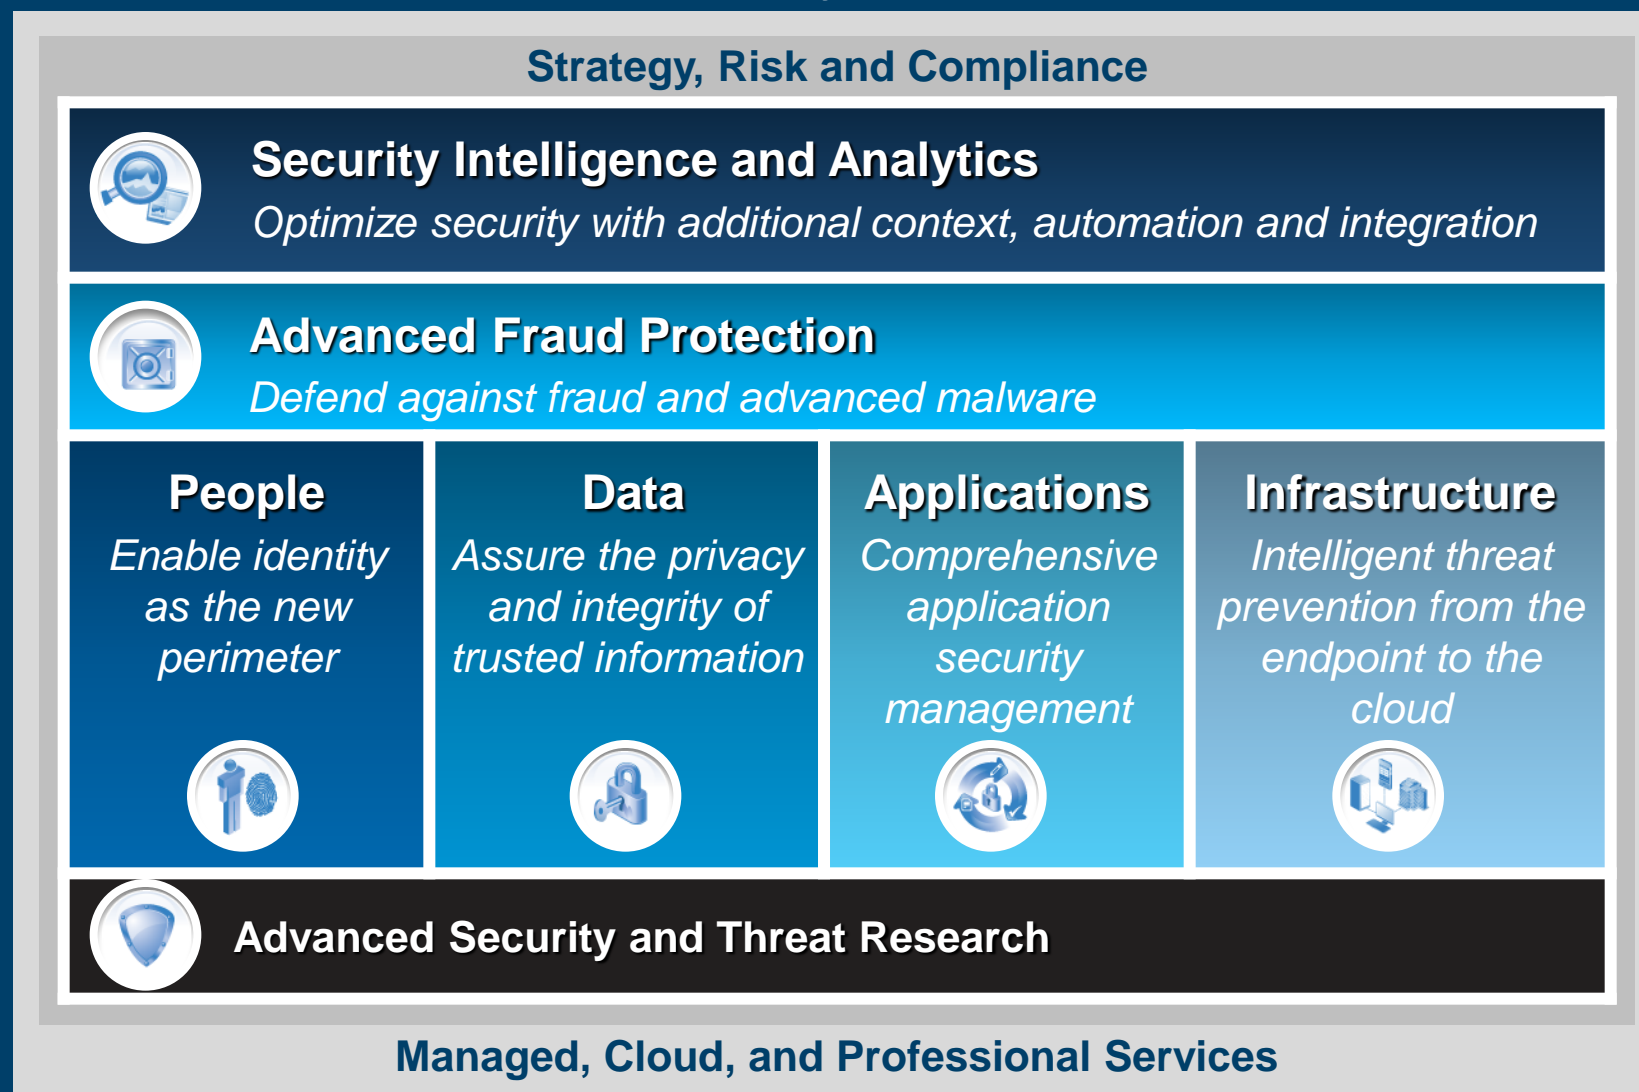 Strategy, Risk and Compliance
Security Intelligence and Analytics
Optimize security with additional context, automation and integration
Advanced Fraud Protection
Defend against fraud and advanced malware
People
Enable identity
as the new
perimeter
Data
Assure the privacy
and integrity of
trusted information
Applications
Comprehensive
application
security
management
Infrastructure
Intelligent threat
prevention from the
endpoint to the
cloud
Advanced Security and Threat Research
Managed, Cloud, and Professional Services